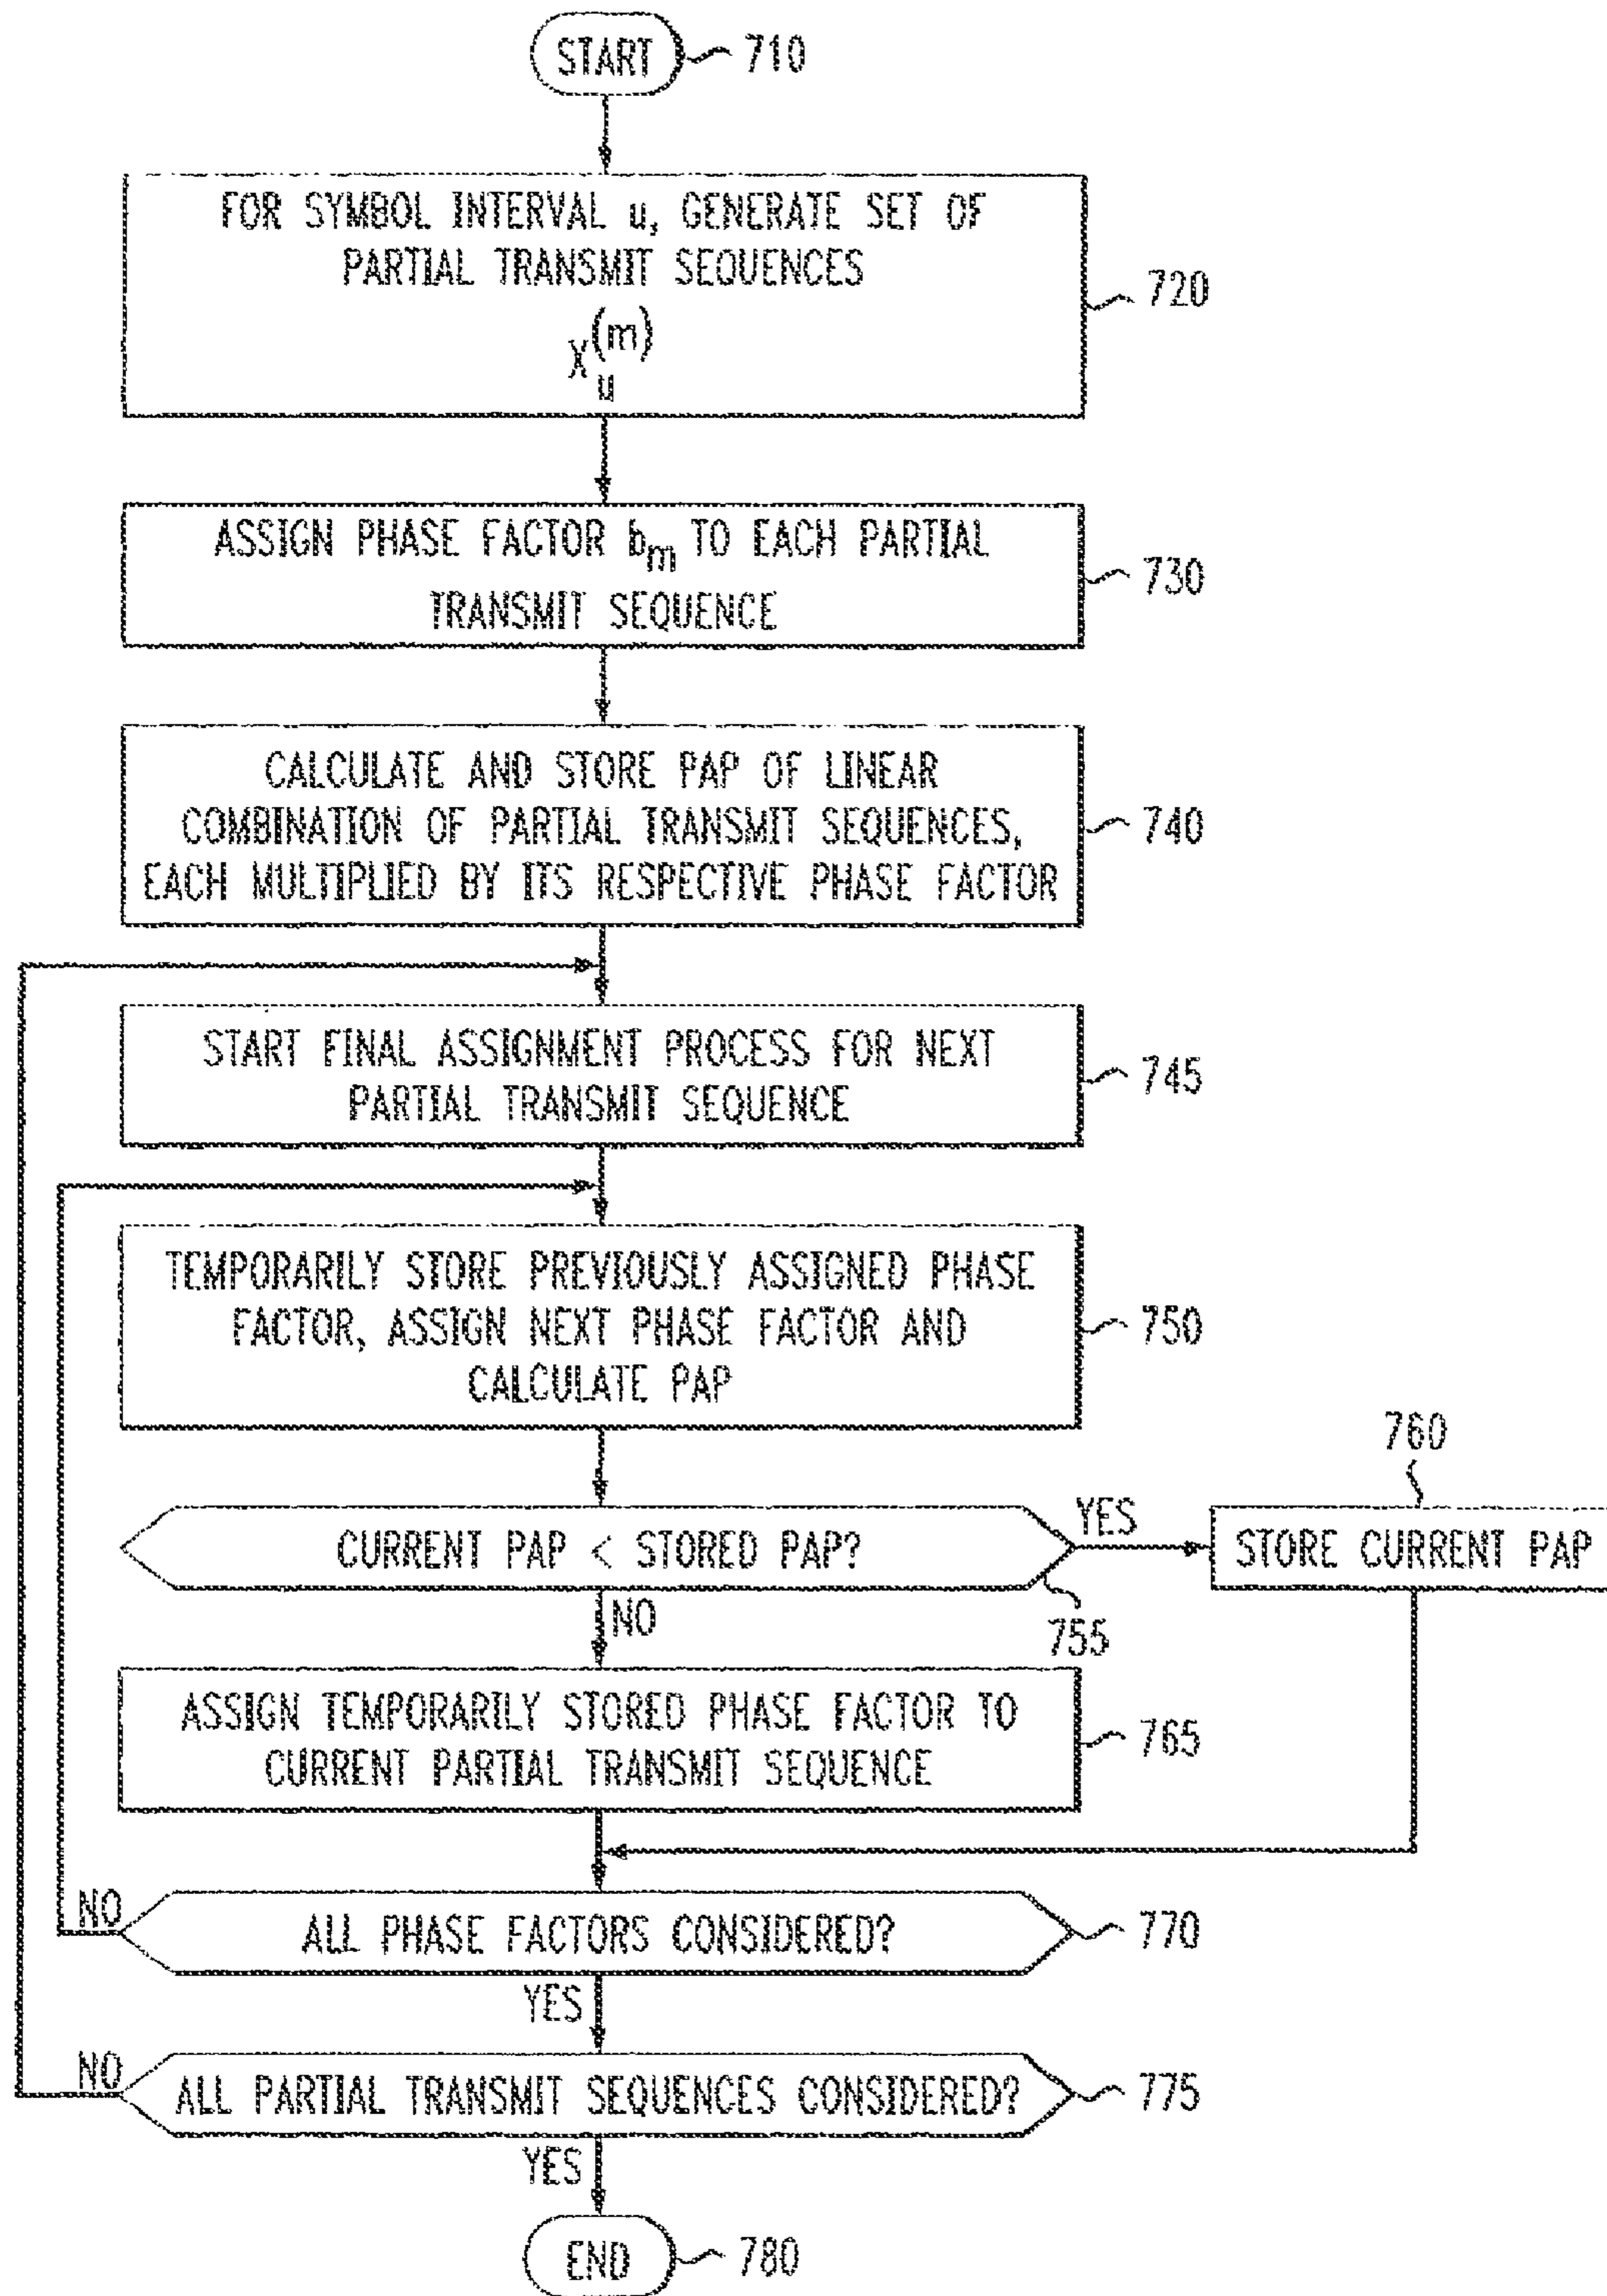 START
710
FOR SYMBOL INTERVAL u, GENERATE SET OF
PARTIAL TRANSMIT SEQUENCES
X_u^(m)
720
ASSIGN PHASE FACTOR b_m TO EACH PARTIAL
TRANSMIT SEQUENCE
730
CALCULATE AND STORE PAP OF LINEAR
COMBINATION OF PARTIAL TRANSMIT SEQUENCES,
EACH MULTIPLIED BY ITS RESPECTIVE PHASE FACTOR
740
START FINAL ASSIGNMENT PROCESS FOR NEXT
PARTIAL TRANSMIT SEQUENCE
745
TEMPORARILY STORE PREVIOUSLY ASSIGNED PHASE
FACTOR, ASSIGN NEXT PHASE FACTOR AND
CALCULATE PAP
750
CURRENT PAP < STORED PAP?
755
YES
760
STORE CURRENT PAP
NO
ASSIGN TEMPORARILY STORED PHASE FACTOR TO
CURRENT PARTIAL TRANSMIT SEQUENCE
765
NO
ALL PHASE FACTORS CONSIDERED?
770
YES
NO
ALL PARTIAL TRANSMIT SEQUENCES CONSIDERED?
775
YES
END
780